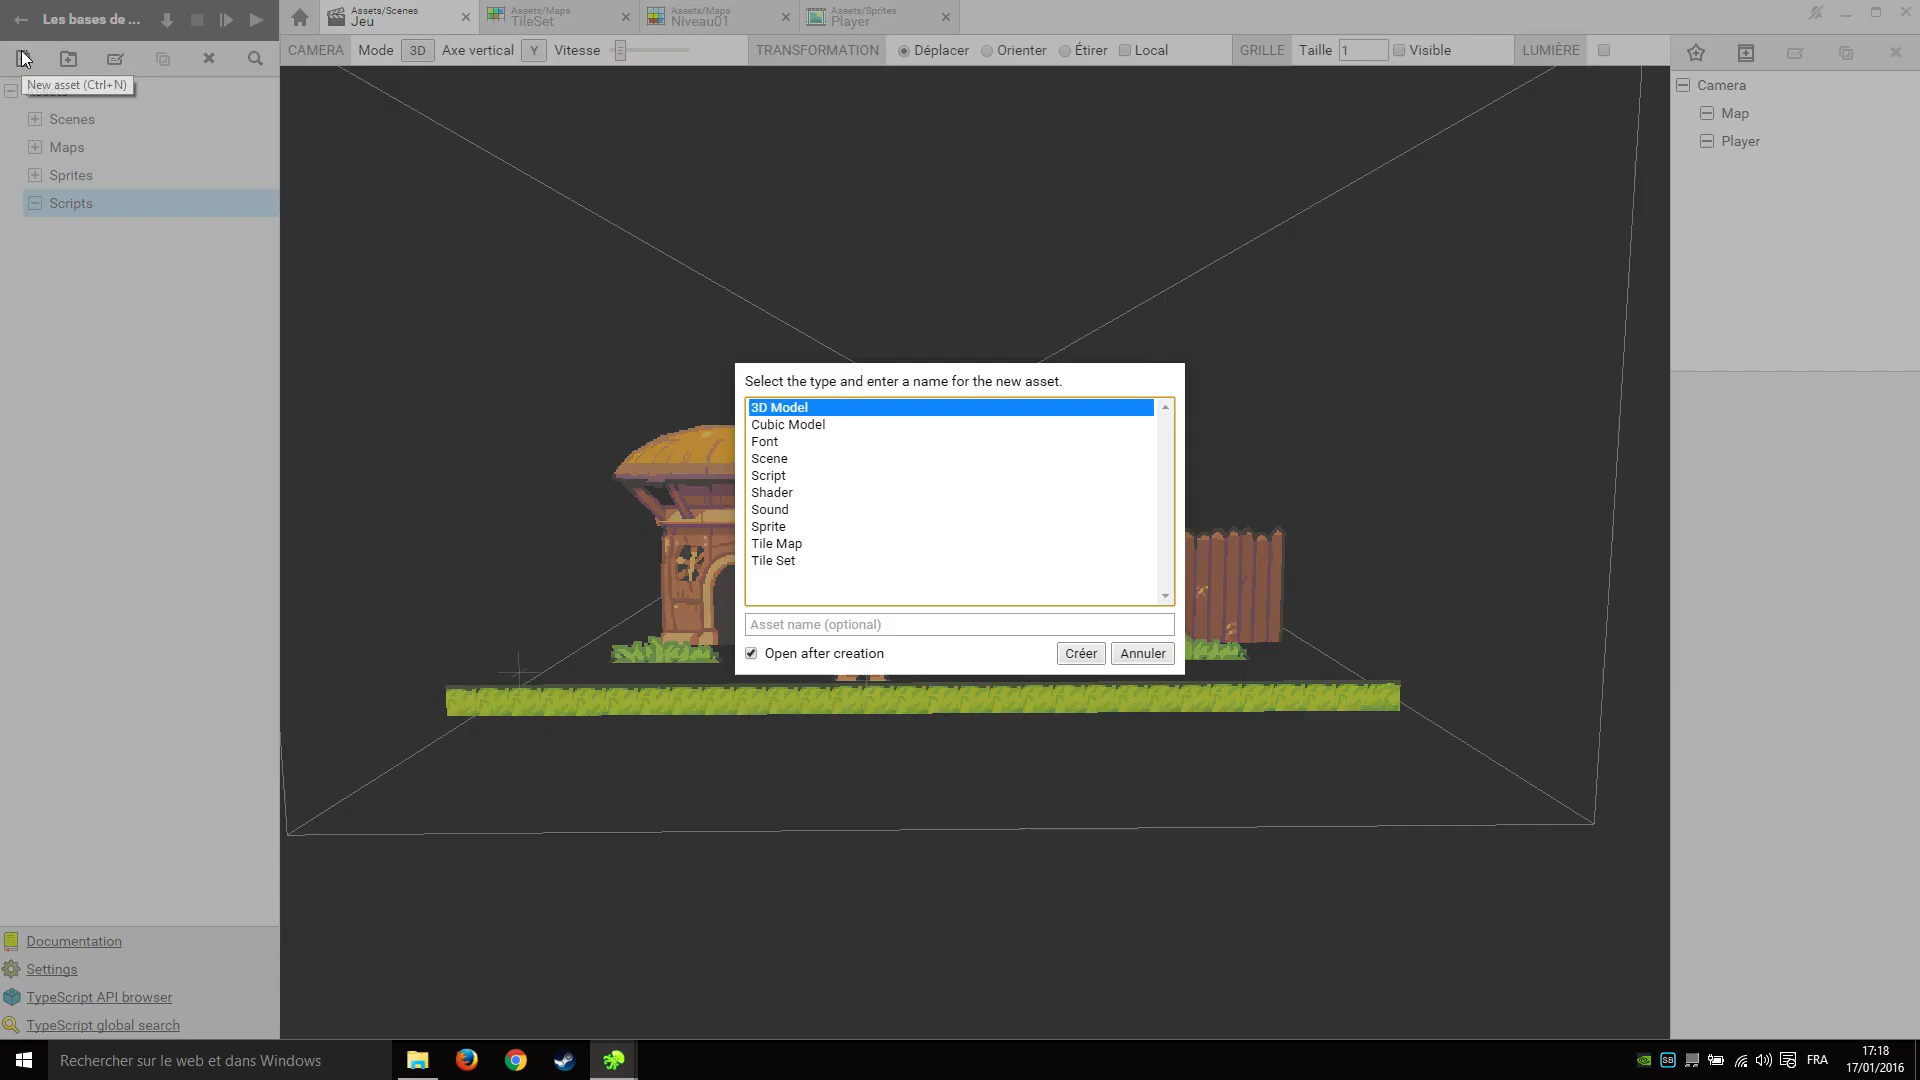 Les bases de ...
Assets/Scenes
Jeu
Assets/Maps
TileSet
Assets/Maps
Niveau01
Assets/Sprites
Player
CAMERA
Mode
3D
Axe vertical
Y
Vitesse
TRANSFORMATION
Déplacer
Orienter
Étirer
Local
GRILLE
Taille
1
Visible
LUMIÈRE
New asset (Ctrl+N)
Scenes
Maps
Sprites
Scripts
Camera
Map
Player
Select the type and enter a name for the new asset.
3D Model
Cubic Model
Font
Scene
Script
Shader
Sound
Sprite
Tile Map
Tile Set
Asset name (optional)
Open after creation
Créer
Annuler
Documentation
Settings
TypeScript API browser
TypeScript global search
Rechercher sur le web et dans Windows
SB
FRA
17:18
17/01/2016